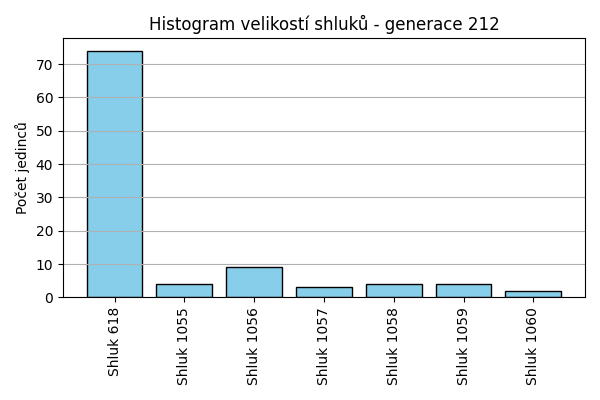 Histogram velikostí shluků - generace 212
Počet jedinců
70
60
50
40
30
20
10
0
Shluk 618
Shluk 1055
Shluk 1056
Shluk 1057
Shluk 1058
Shluk 1059
Shluk 1060